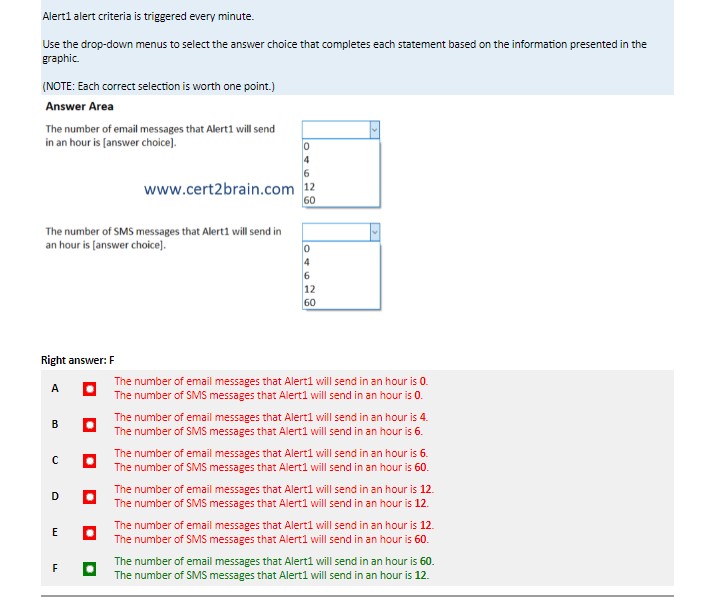 Alert1 alert criteria is triggered every minute.
Use the drop-down menus to select the answer choice that completes each statement based on the information presented in the
graphic.
(NOTE: Each correct selection is worth one point.)
Answer Area
The number of email messages that Alert1 will send
in an hour is [answer choice].
0
4
6
12
60
www.cert2brain.com
The number of SMS messages that Alert1 will send in
an hour is [answer choice].
0
4
6
12
60
Right answer: F
A
The number of email messages that Alert1 will send in an hour is 0.
The number of SMS messages that Alert1 will send in an hour is 0.
B
The number of email messages that Alert1 will send in an hour is 4.
The number of SMS messages that Alert1 will send in an hour is 6.
C
The number of email messages that Alert1 will send in an hour is 6.
The number of SMS messages that Alert1 will send in an hour is 60.
D
The number of email messages that Alert1 will send in an hour is 12.
The number of SMS messages that Alert1 will send in an hour is 12.
E
The number of email messages that Alert1 will send in an hour is 12.
The number of SMS messages that Alert1 will send in an hour is 60.
F
The number of email messages that Alert1 will send in an hour is 60.
The number of SMS messages that Alert1 will send in an hour is 12.